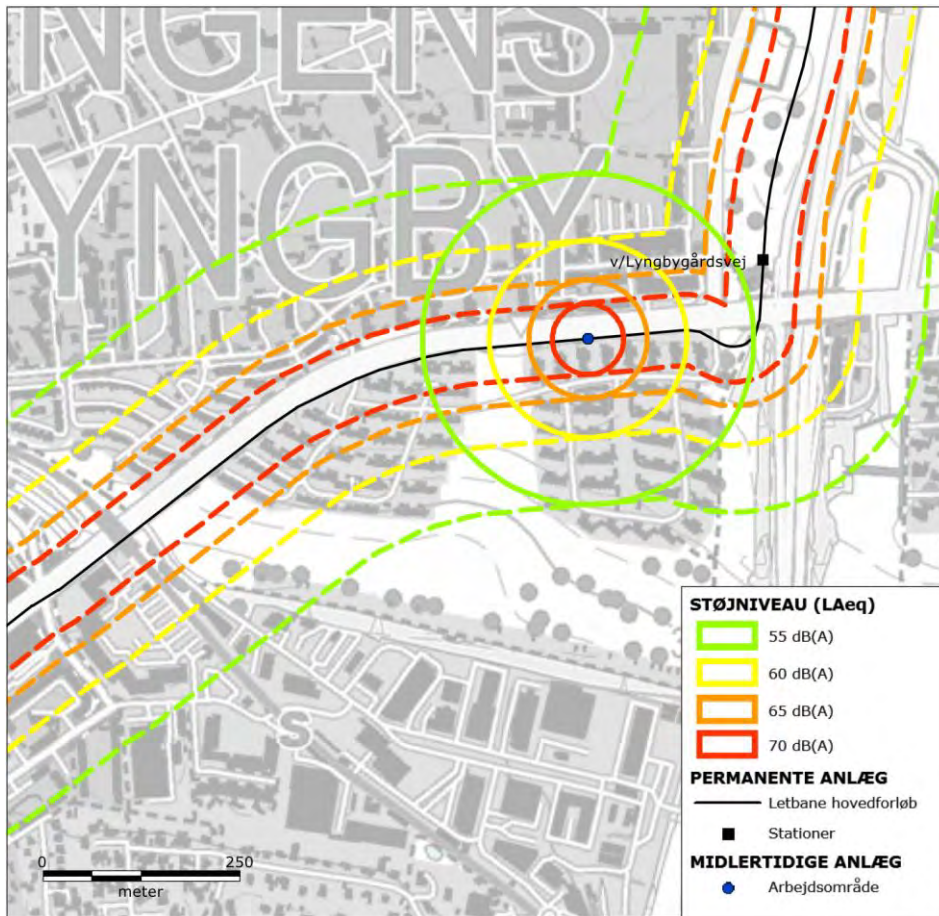 NGENS
YNGBY
v/Lyngbygårdsvej
S
STØJNIVEAU (LAeq)
55 dB(A)
60 dB(A)
65 dB(A)
70 dB(A)
PERMANENTE ANLÆG
Letbane hovedforløb
Stationer
MIDLERTIDIGE ANLÆG
Arbejdsområde
0 250
meter